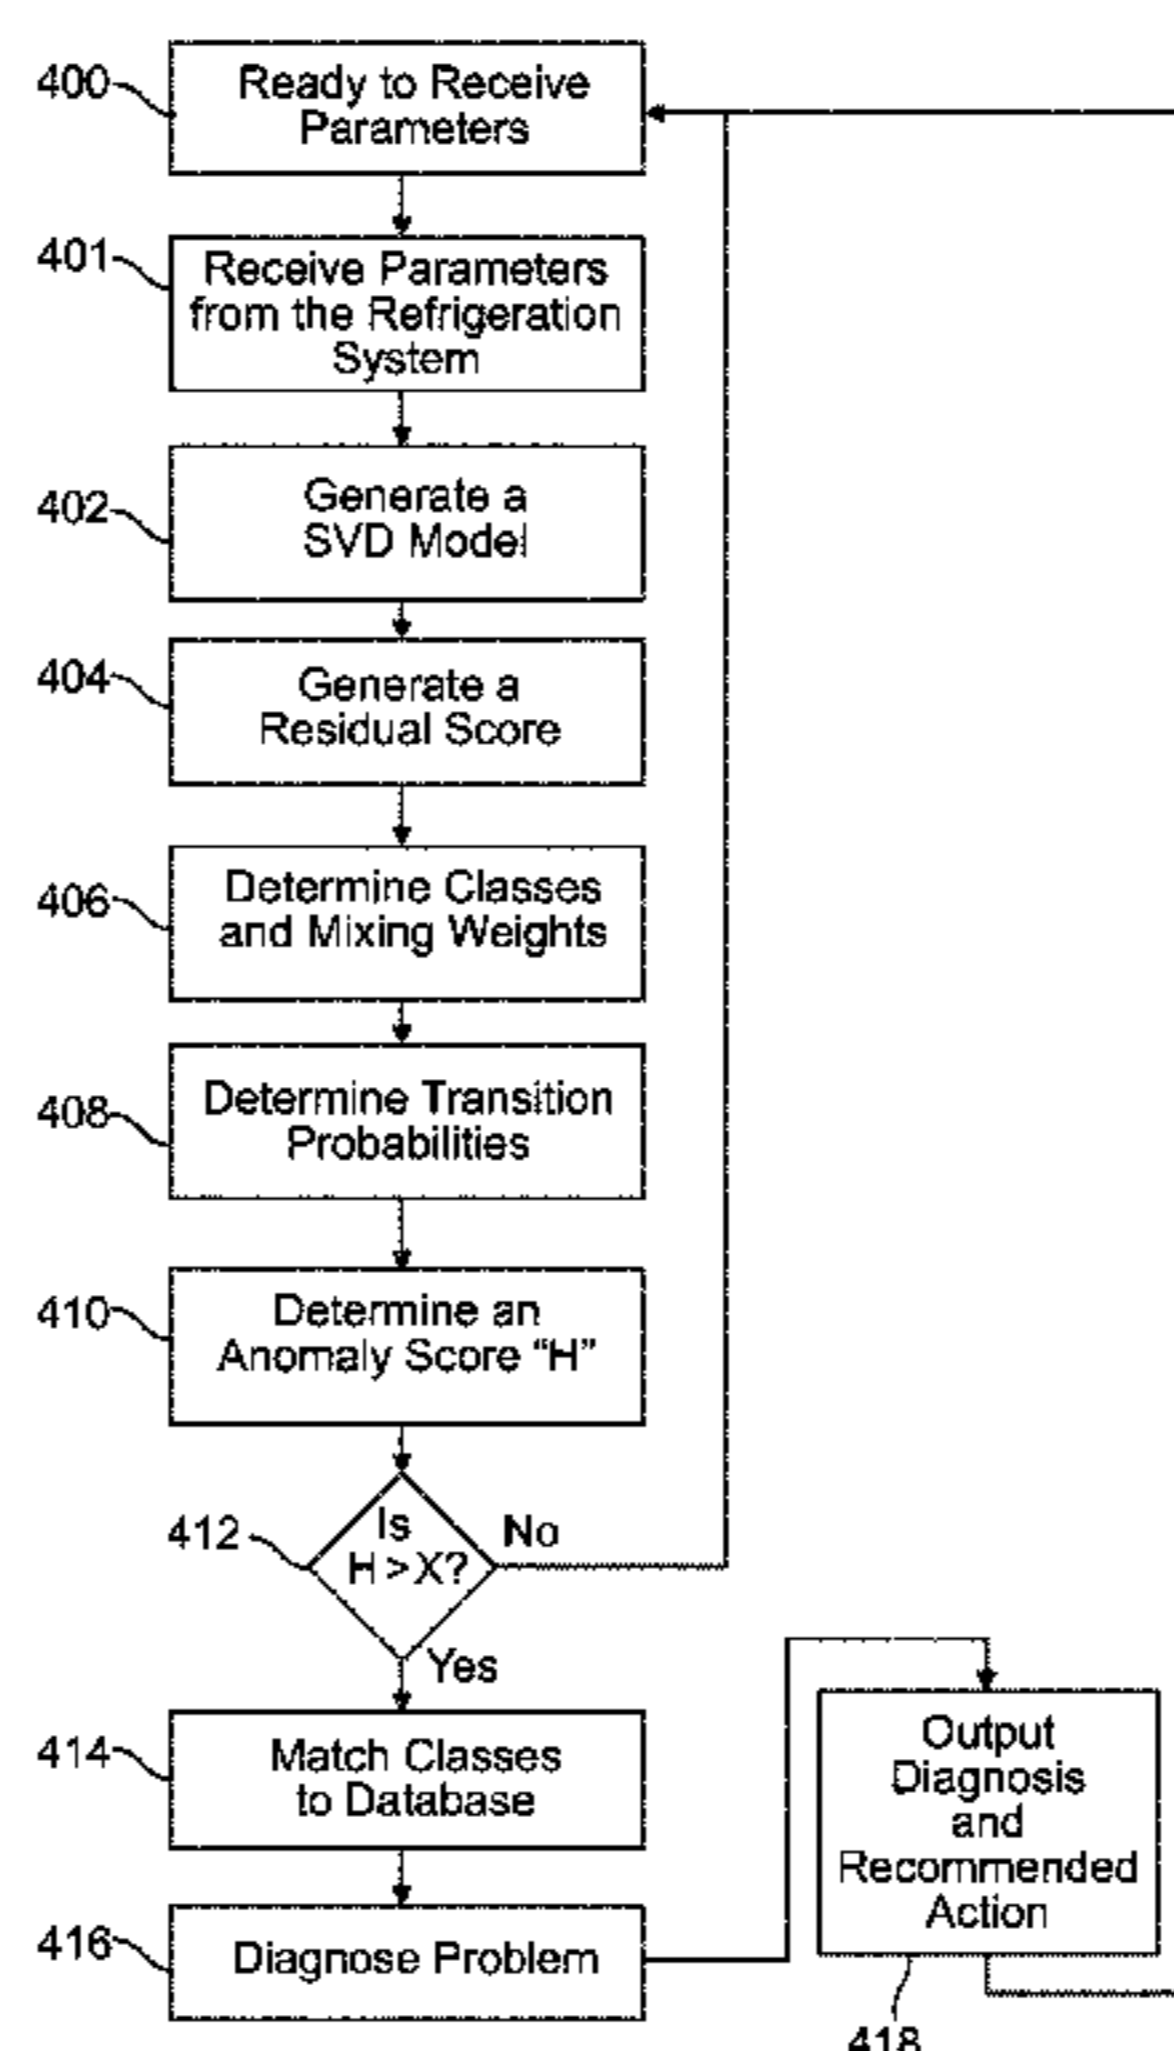 400
Ready to Receive
Parameters
401
Receive Parameters
from the Refrigeration
System
402
Generate a
SVD Model
404
Generate a
Residual Score
406
Determine Classes
and Mixing Weights
408
Determine Transition
Probabilities
410
Determine an
Anomaly Score “H”
412
Is
H > X?
No
Yes
414
Match Classes
to Database
416
Diagnose Problem
Output
Diagnosis
and
Recommended
Action
418